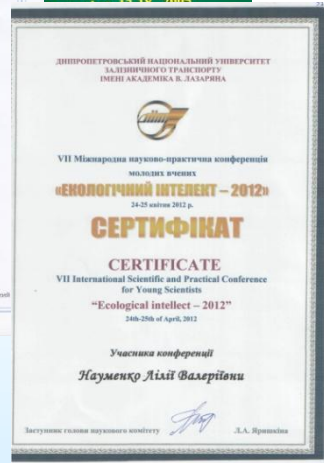 ДНІПРОПЕТРОВСЬКИЙ НАЦІОНАЛЬНИЙ УНІВЕРСИТЕТ
ЗАЛІЗНИЧНОГО ТРАНСПОРТУ
ІМЕНІ АКАДЕМІКА В. ЛАЗАРЯНА
VII Міжнародна науково-практична конференція
молодих вчених
«ЕКОЛОГІЧНИЙ ІНТЕЛЕКТ – 2012»
24-25 квітня 2012 р.
СЕРТИФІКАТ
CERTIFICATE
VII International Scientific and Practical Conference
for Young Scientists
“Ecological intellect – 2012”
24th-25th of April, 2012
Учасника конференції
Науменко Лілії Валеріївни
Заступник голови наукового комітету
Л.А. Яришкіна